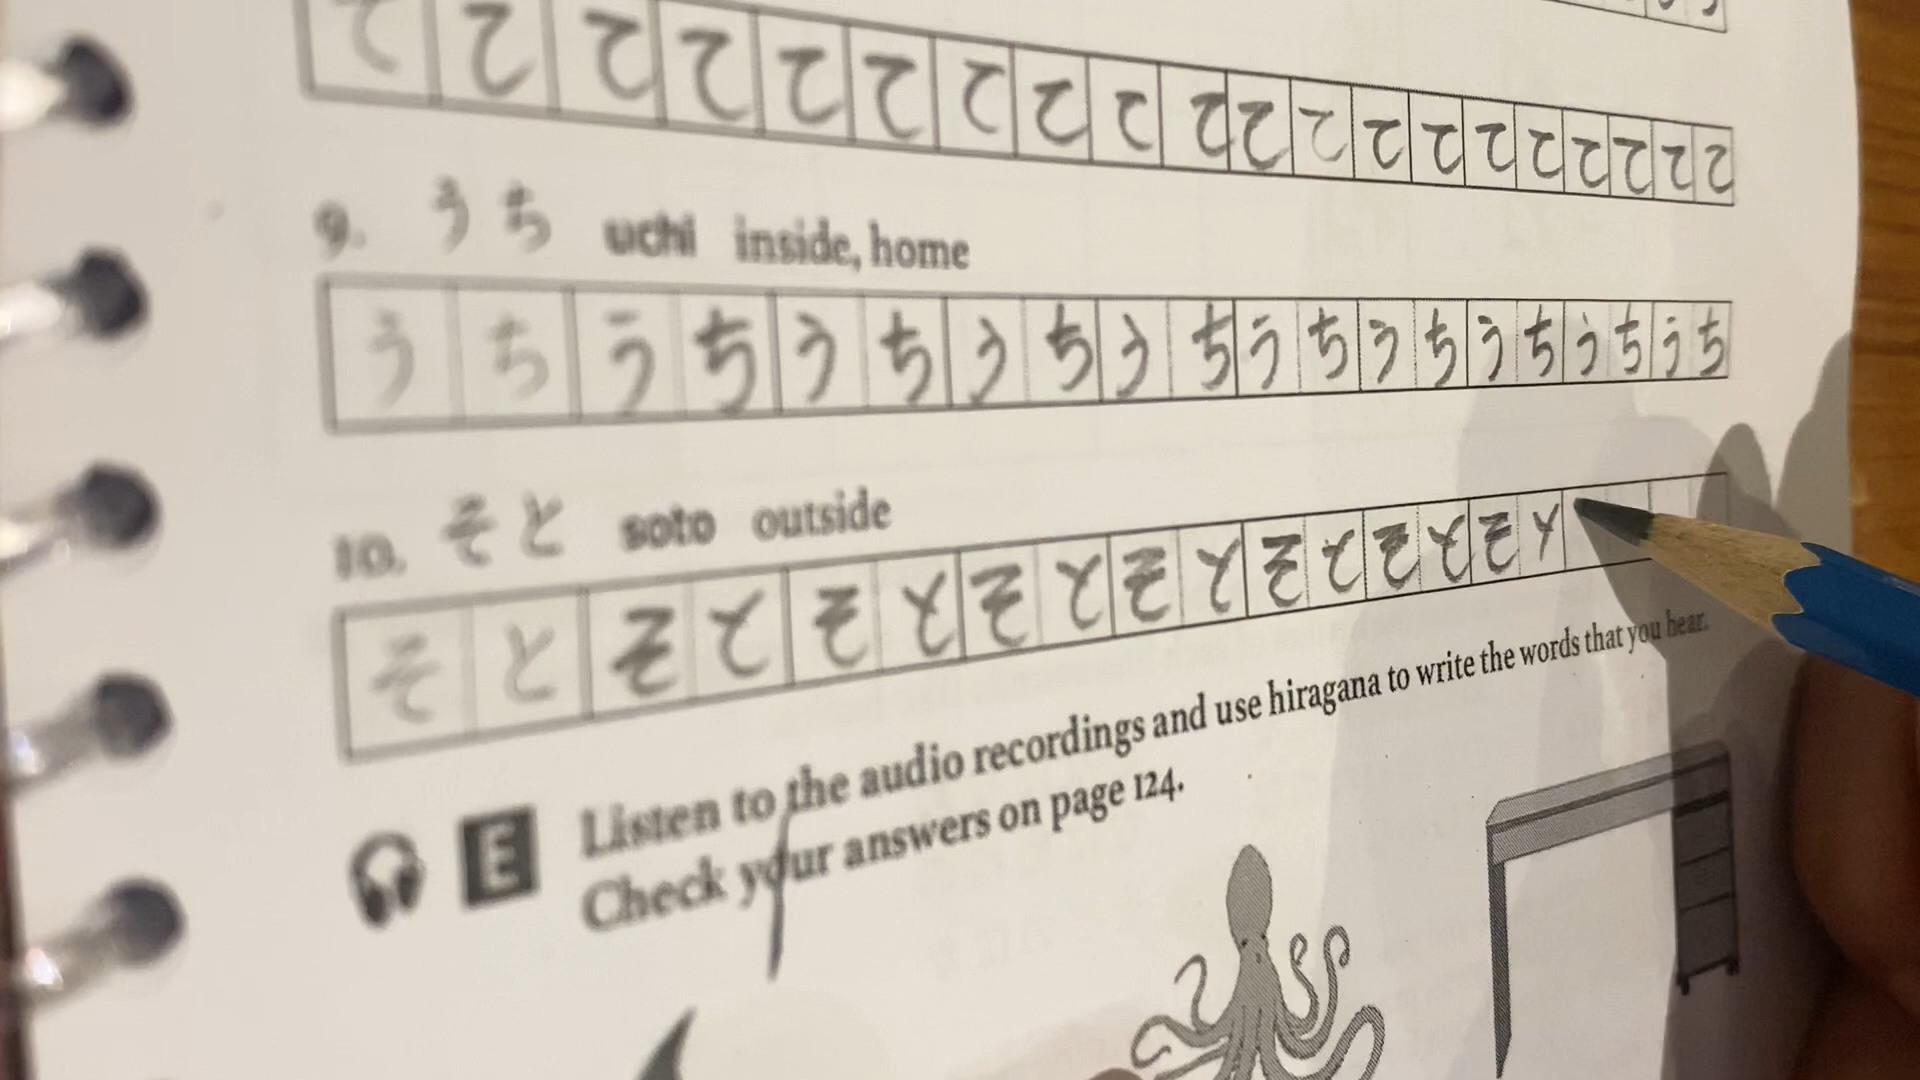 て て て て て て て て て て て て て て て て て て て て
9. うち uchi inside, home
う ち う ち う ち う ち う ち う ち う ち う ち う ち う ち
10. そと soto outside
そ と そ と そ と そ と そ と そ と そ と そ と
E Listen to the audio recordings and use hiragana to write the words that you hear.
Check your answers on page 124.